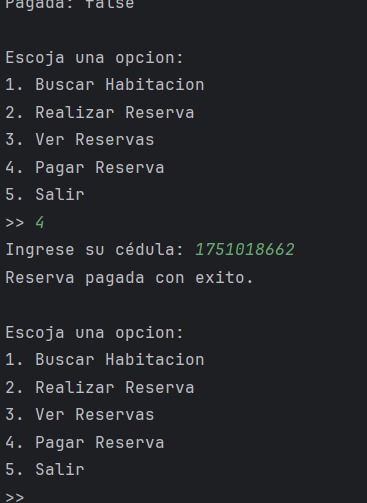 Pagada: false
Escoja una opcion:
1. Buscar Habitacion
2. Realizar Reserva
3. Ver Reservas
4. Pagar Reserva
5. Salir
>> 4
Ingrese su cédula: 1751018662
Reserva pagada con exito.
Escoja una opcion:
1. Buscar Habitacion
2. Realizar Reserva
3. Ver Reservas
4. Pagar Reserva
5. Salir
>>